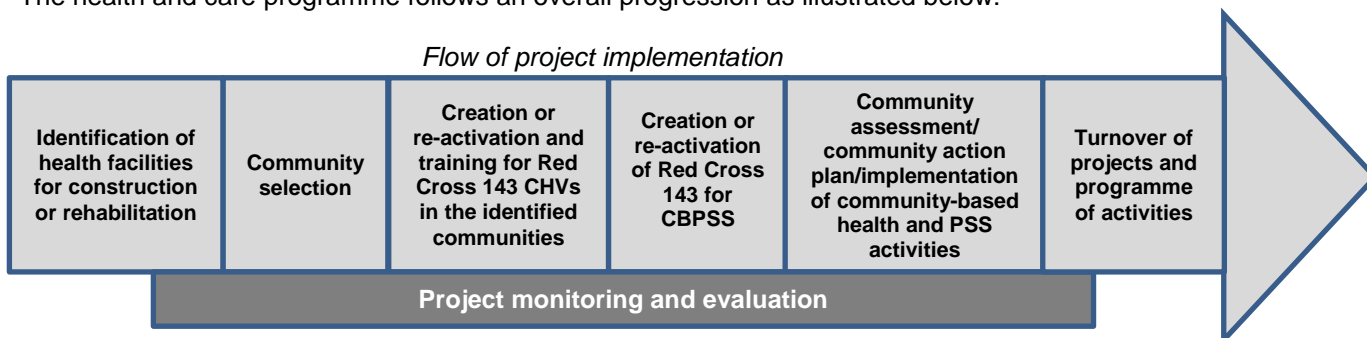 The health and care programme follows an overall progression as illustrated below.
Flow of project implementation
Identification of
health facilities
for construction
or rehabilitation
Community
selection
Creation or
re-activation and
training for Red
Cross 143 CHVs
in the identified
communities
Creation or
re-activation
of Red Cross
143 for
CBPSS
Community
assessment/
community action
plan/implementation
of community-based
health and PSS
activities
Turnover of
projects and
programme
of activities
Project monitoring and evaluation